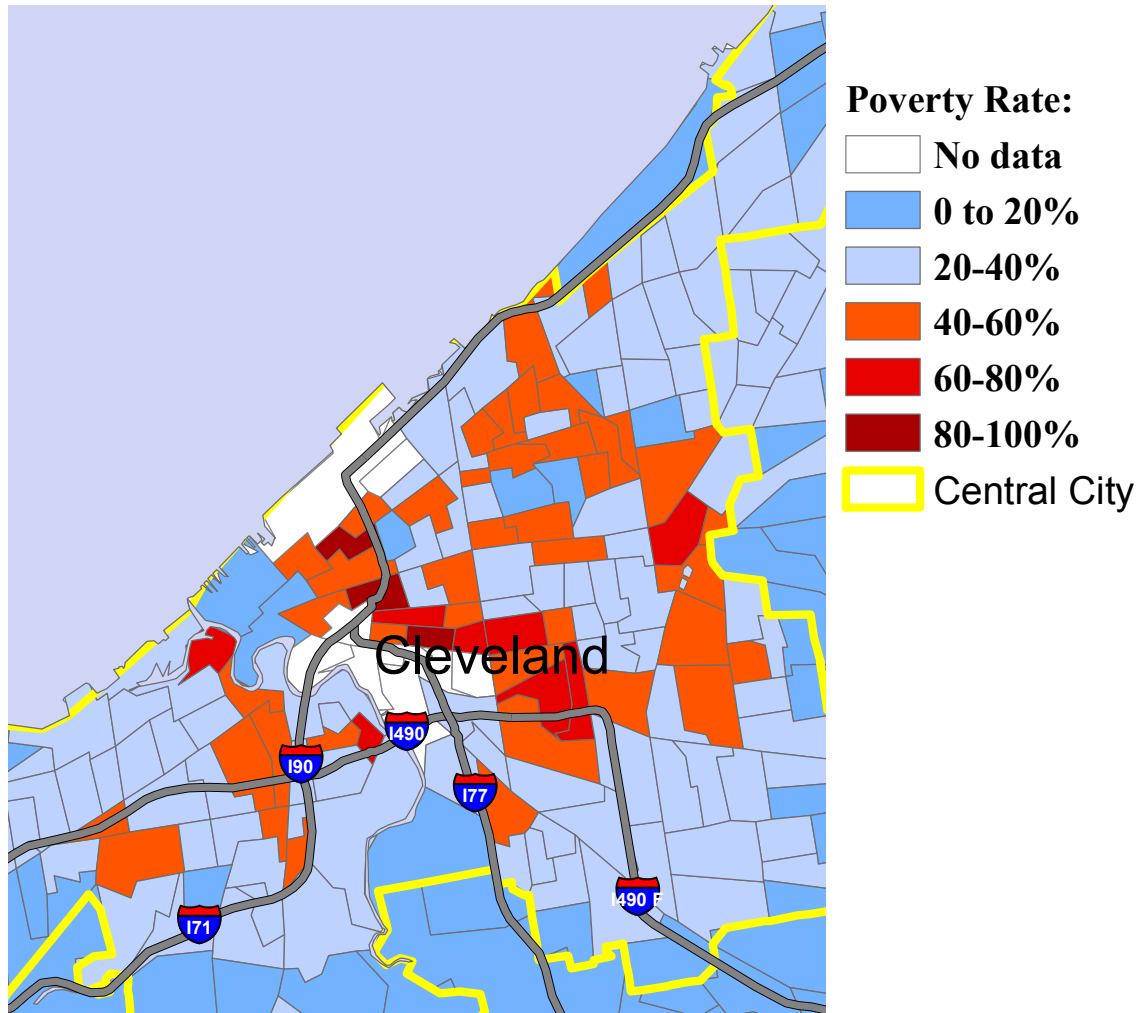 Poverty Rate:
No data
0 to 20%
20-40%
40-60%
60-80%
80-100%
Central City
Cleveland
I490
I90
I77
I490 F
I71